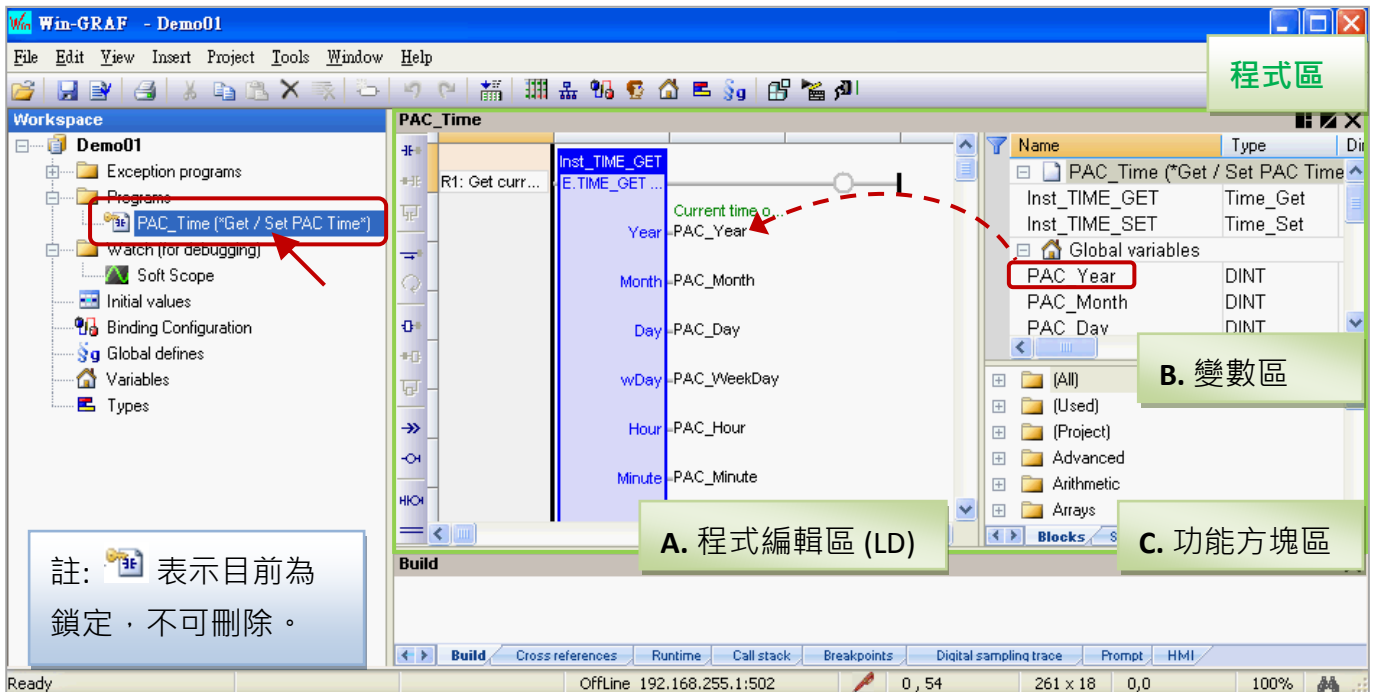 Win-GRAF - Demo01
File Edit View Insert Project Tools Window Help
程式區
Workspace
Demo01
Exception programs
Programs
PAC_Time (*Get / Set PAC Time*)
Watch (for debugging)
Soft Scope
Initial values
Binding Configuration
Global defines
Variables
Types
註: 表示目前為
鎖定，不可刪除。
PAC_Time
R1: Get curr...
Inst_TIME_GET
E.TIME_GET ...
Current time o...
Year PAC_Year
Month PAC_Month
Day PAC_Day
wDay PAC_WeekDay
Hour PAC_Hour
Minute PAC_Minute
A. 程式編輯區 (LD)
Name Type Dir
PAC_Time (*Get / Set PAC Time
Inst_TIME_GET Time_Get
Inst_TIME_SET Time_Set
Global variables
PAC_Year DINT
PAC_Month DINT
PAC_Day DINT
B. 變數區
(All)
(Used)
(Project)
Advanced
Arithmetic
Arrays
Blocks S
C. 功能方塊區
Build
Build Cross references Runtime Call stack Breakpoints Digital sampling trace Prompt HMI
Ready OffLine 192.168.255.1:502 0 , 54 261 x 18 0,0 100%